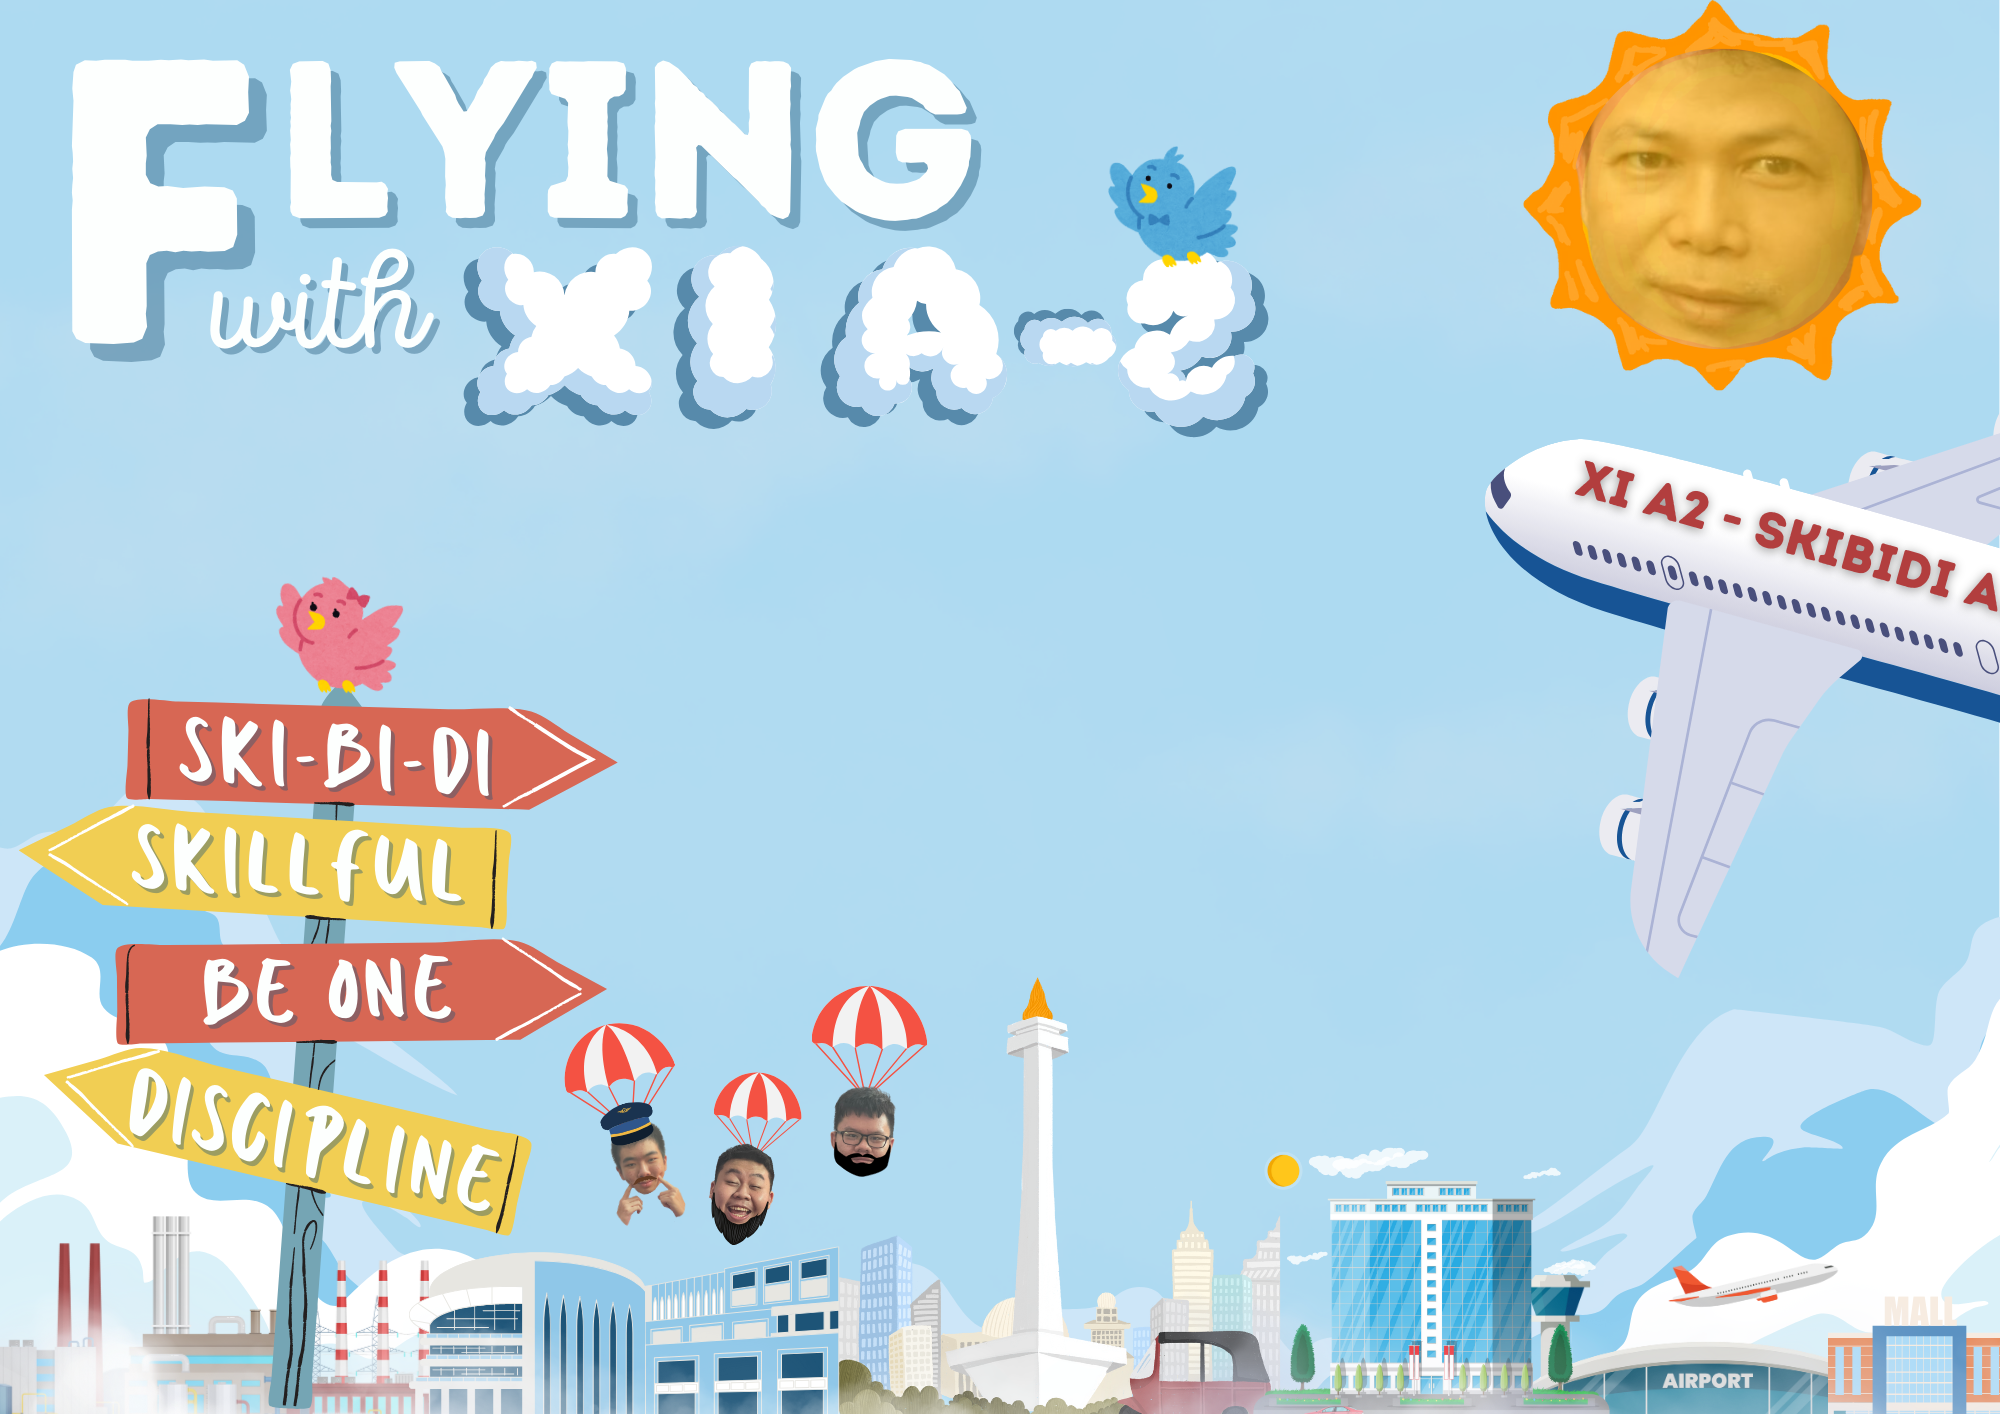 FLYING
with XI A-2
XI A2 - SKIBIDI A
SKI-BI-DI
SKILLFUL
BE ONE
DISCIPLINE
MALL
AIRPORT